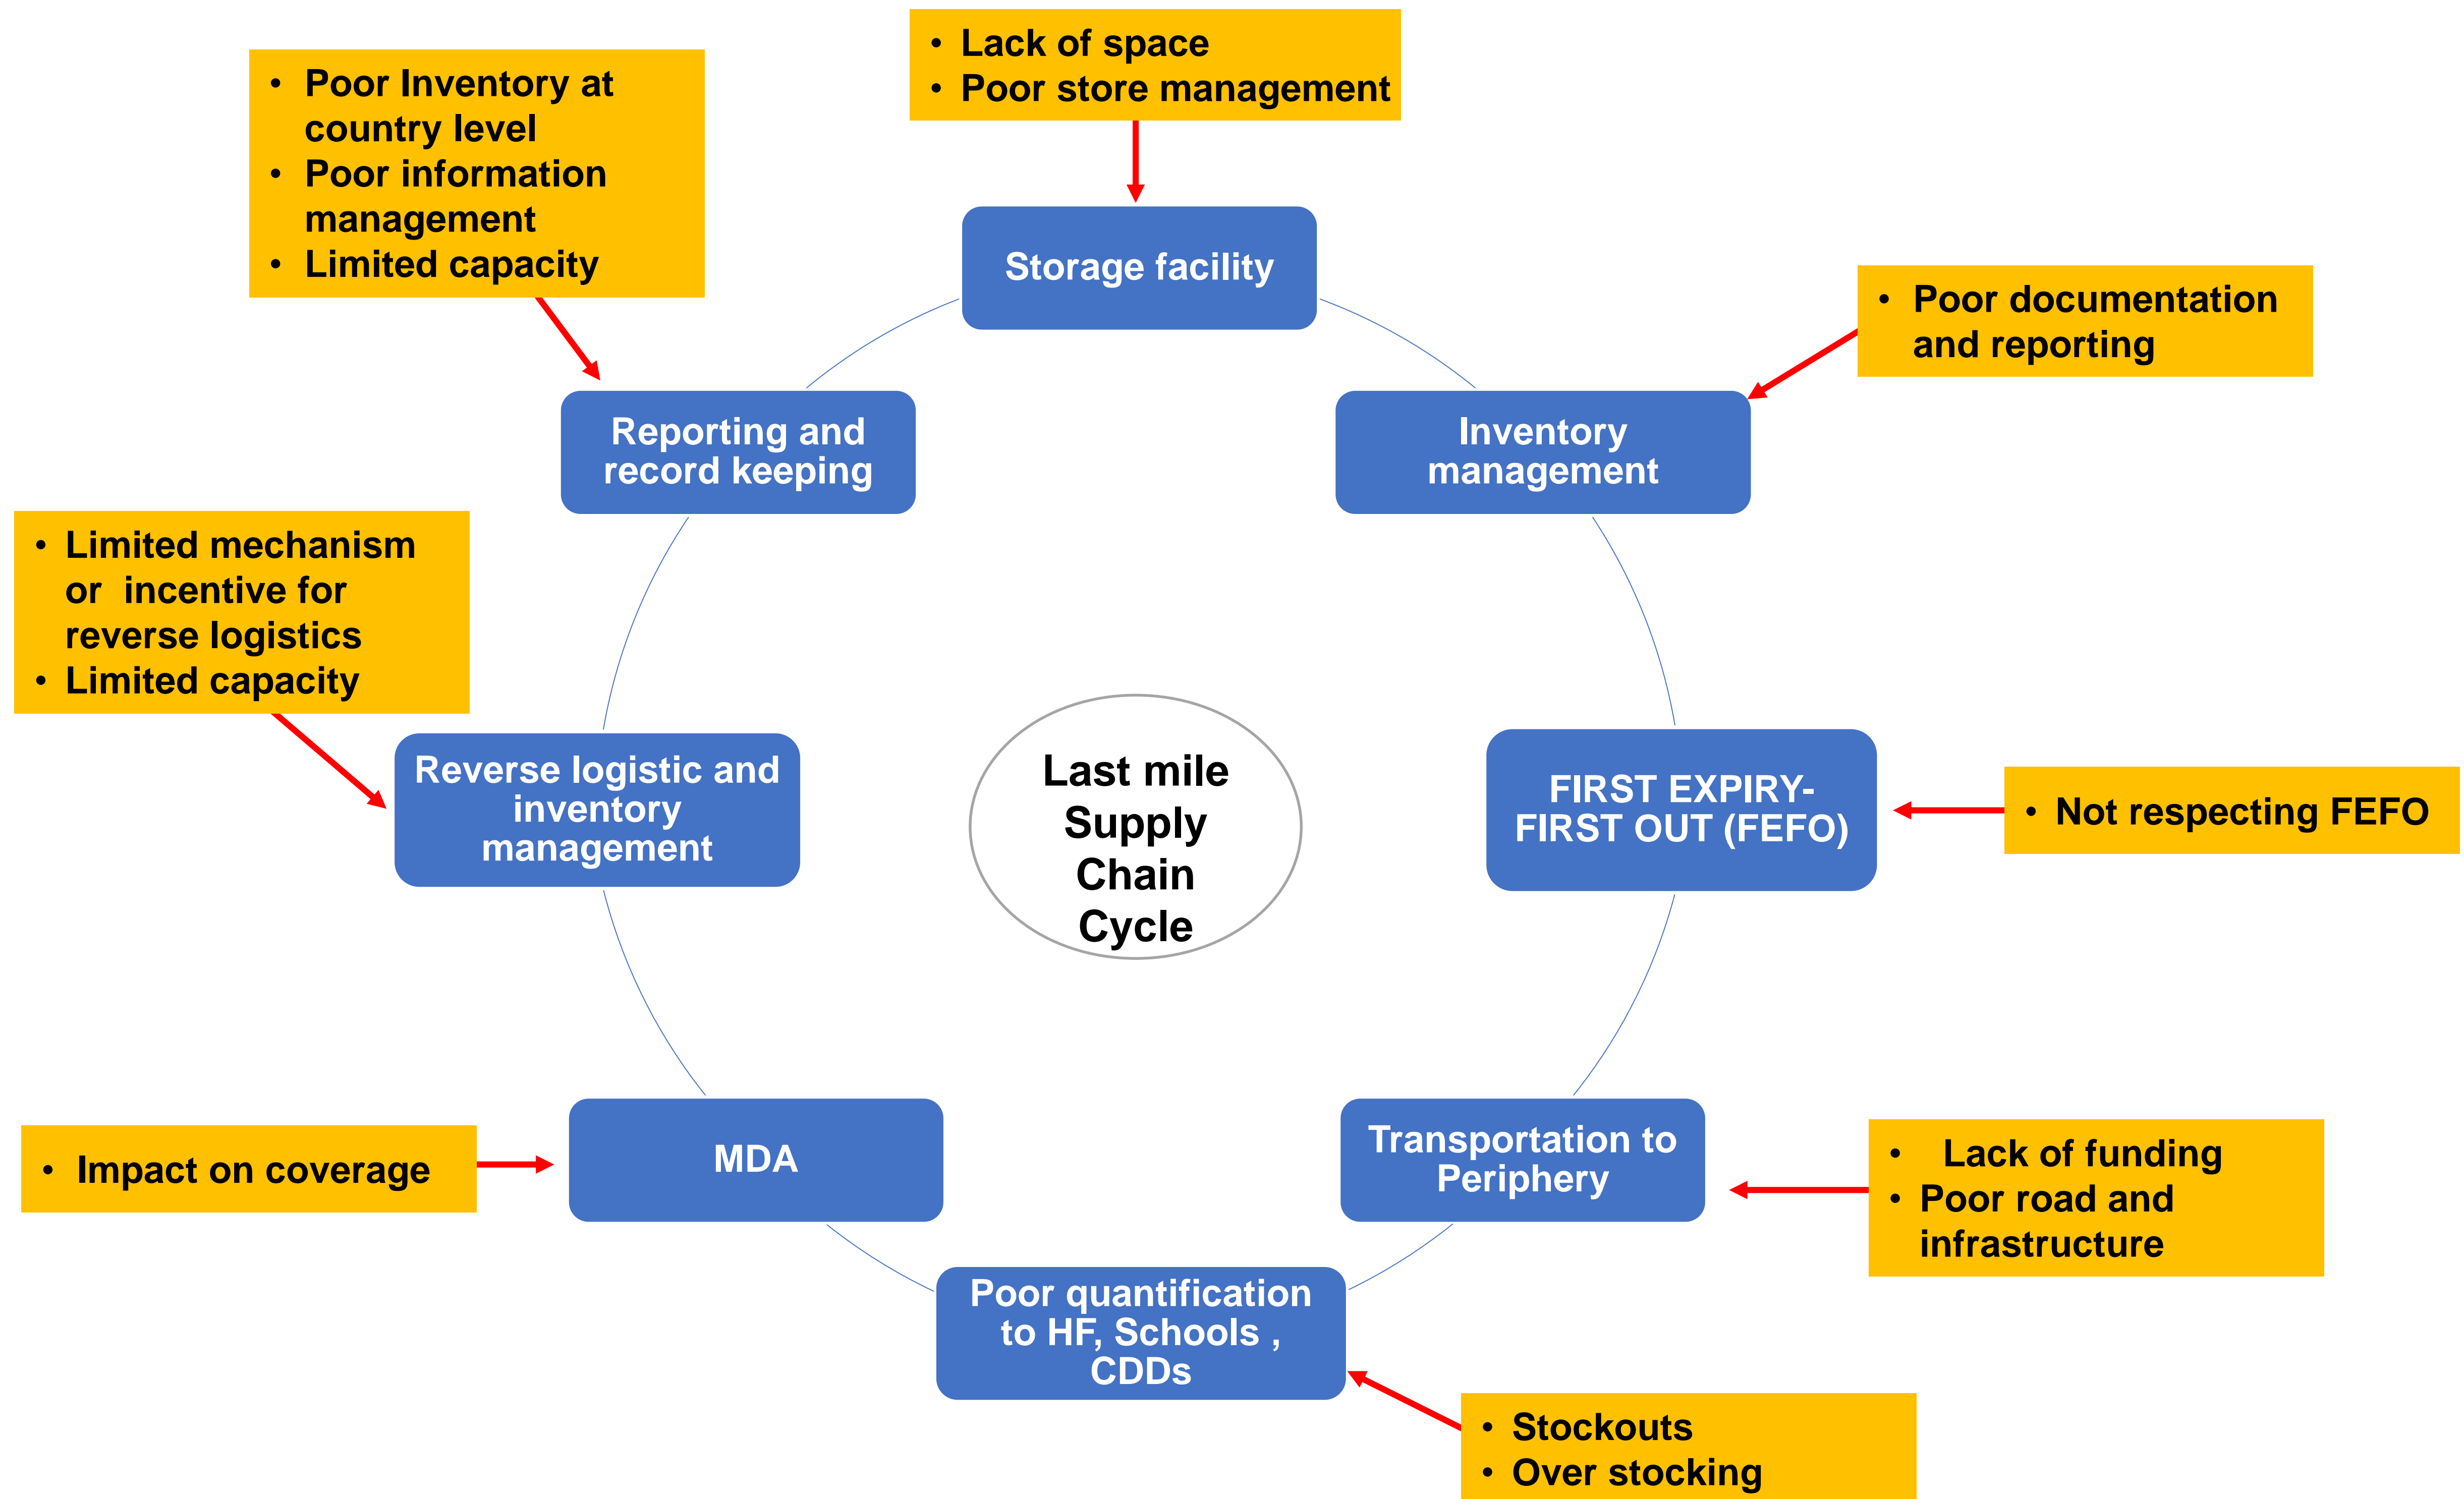 • Lack of space
• Poor store management
• Poor Inventory at
country level
• Poor information
management
• Limited capacity
Storage facility
• Poor documentation
and reporting
Reporting and
record keeping
Inventory
management
• Limited mechanism
or incentive for
reverse logistics
• Limited capacity
Reverse logistic and
inventory
management
Last mile
Supply
Chain
Cycle
FIRST EXPIRY-
FIRST OUT (FEFO)
• Not respecting FEFO
• Impact on coverage
MDA
Transportation to
Periphery
• Lack of funding
• Poor road and
infrastructure
Poor quantification
to HF, Schools ,
CDDs
• Stockouts
• Over stocking